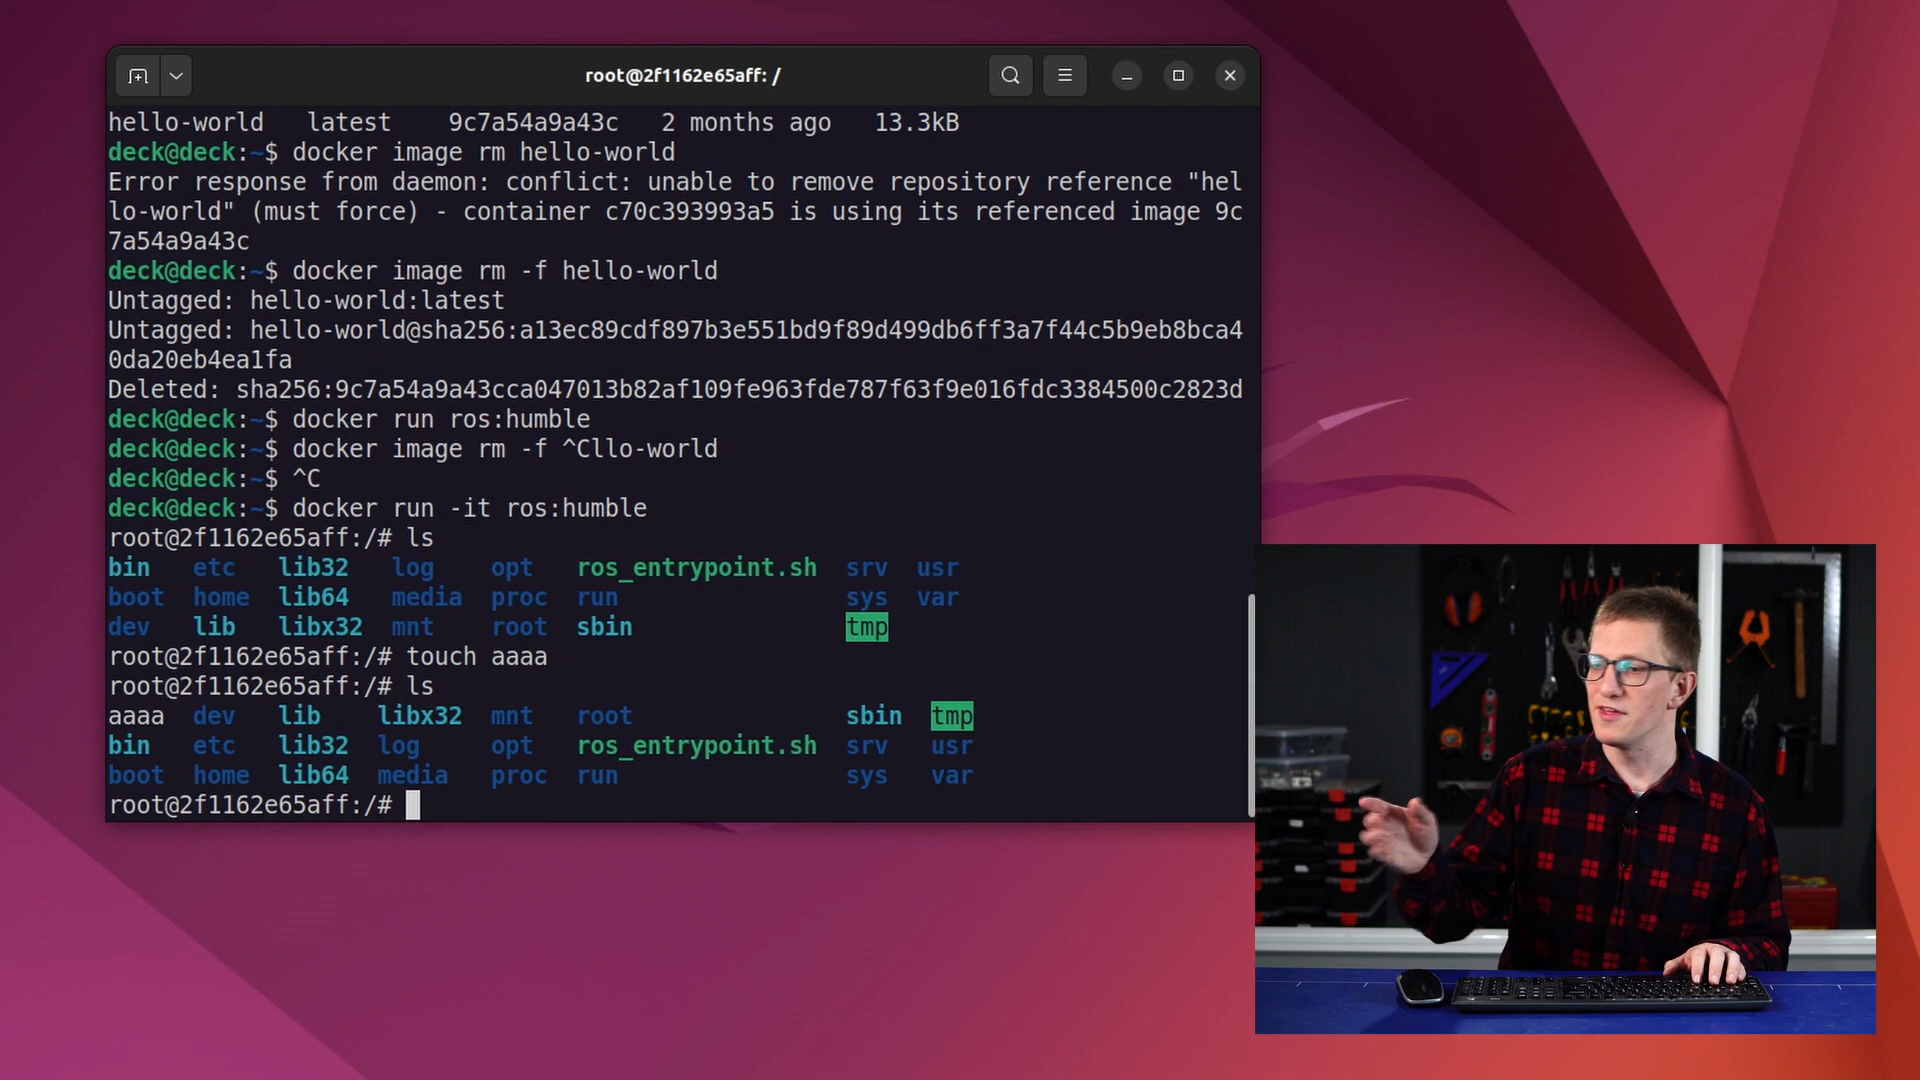 root@2f1162e65aff: /
hello-world   latest    9c7a54a9a43c   2 months ago   13.3kB
deck@deck:~$ docker image rm hello-world
Error response from daemon: conflict: unable to remove repository reference "hel
lo-world" (must force) - container c70c393993a5 is using its referenced image 9c
7a54a9a43c
deck@deck:~$ docker image rm -f hello-world
Untagged: hello-world:latest
Untagged: hello-world@sha256:a13ec89cdf897b3e551bd9f89d499db6ff3a7f44c5b9eb8bca4
0da20eb4ea1fa
Deleted: sha256:9c7a54a9a43cca047013b82af109fe963fde787f63f9e016fdc3384500c2823d
deck@deck:~$ docker run ros:humble
deck@deck:~$ docker image rm -f ^Cllo-world
deck@deck:~$ ^C
deck@deck:~$ docker run -it ros:humble
root@2f1162e65aff:/# ls
bin   etc   lib32   log    opt   ros_entrypoint.sh  srv  usr
boot  home  lib64   media  proc  run                sys  var
dev   lib   libx32  mnt    root  sbin               tmp
root@2f1162e65aff:/# touch aaaa
root@2f1162e65aff:/# ls
aaaa  dev   lib    libx32  mnt   root               sbin  tmp
bin   etc   lib32  log     opt   ros_entrypoint.sh  srv   usr
boot  home  lib64  media   proc  run                sys   var
root@2f1162e65aff:/#